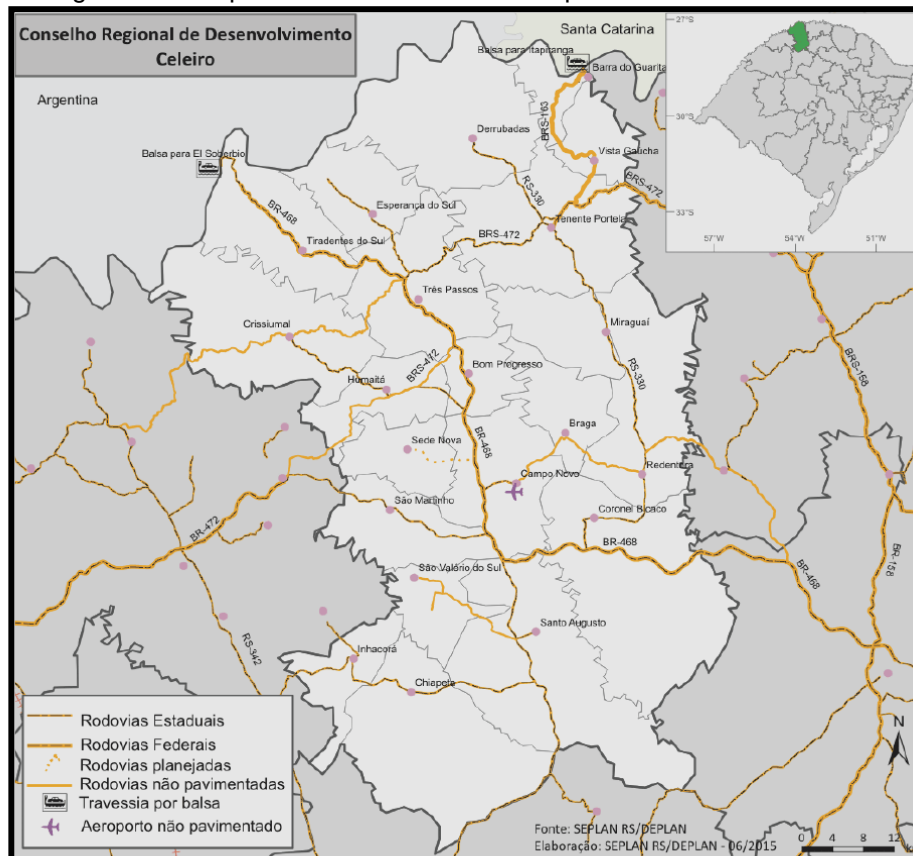 Conselho Regional de Desenvolvimento
Celeiro
Santa Catarina
Balsa para Itapiranga
Barra do Guarita
Argentina
27°S
30°S
33°S
57°W
54°W
51°W
Derrubadas
BRS-163
Vista Gaúcha
BRS-472
Balsa para El Soberbio
BR-468
Esperança do Sul
RS-330
Tenente Portela
Tiradentes do Sul
BRS-472
Três Passos
Crissiumal
Miraguaí
BRS-472
Bom Progresso
Humaitá
RS-330
BRS-158
Braga
Sede Nova
BR-468
Campo Novo
Redentora
São Martinho
Coronel Bicaco
BR-472
BR-468
BR-468
BR-158
São Valério do Sul
Santo Augusto
RS-342
Inhacorá
Chiapeta
Rodovias Estaduais
Rodovias Federais
Rodovias planejadas
Rodovias não pavimentadas
Travessia por balsa
Aeroporto não pavimentado
N
Fonte: SEPLAN RS/DEPLAN
Elaboração: SEPLAN RS/DEPLAN - 06/2015
0 4 8 12